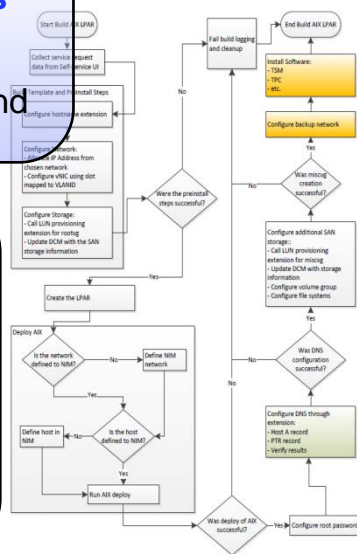 s
nd
Start Build AIX LPAR
Collect service request
data from Self-Service UI
Template and PreInstall Steps
Configure hostname extension
Configure Network:
IP Address from
chosen network
- Configure vNIC using slot
mapped to VLANID
Configure Storage:
- Call LUN provisioning
extension for rootvg
- Update DCM with the SAN
storage information
Were the preinstall
steps successful?
No
Yes
Create the LPAR
Deploy AIX
Is the network
defined to NIM?
No
Define NIM
network
Yes
Is the host
defined to NIM?
No
Define host in
NIM
Yes
Run AIX deploy
Was deploy of AIX
successful?
No
Yes
Configure root password
Configure DNS through
extension:
- Host A record
- PTR record
- Verify results
Was DNS
configuration
successful?
No
Yes
Configure additional SAN
storage::
- Call LUN provisioning
extension for miscvg
- Update DCM with storage
information
- Configure volume group
- Configure file systems
Was miscvg
creation
successful?
No
Yes
Configure backup network
Install Software:
- TSM
- TPC
- etc.
Fail build logging
and cleanup
End Build AIX LPAR